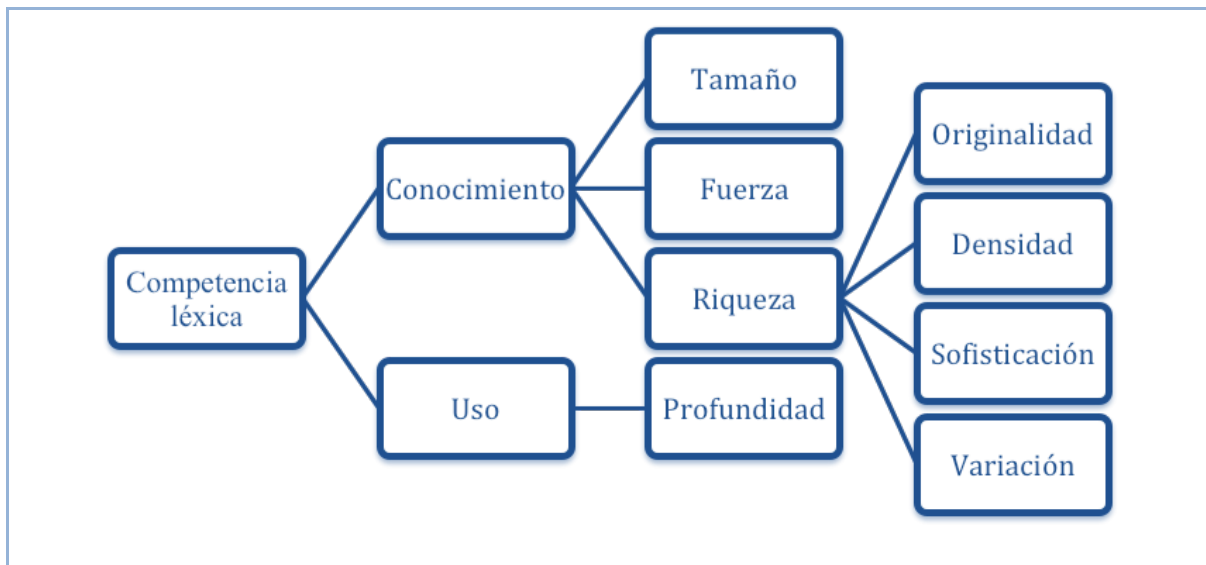 Competencia
léxica
Conocimiento
Uso
Tamaño
Fuerza
Riqueza
Profundidad
Originalidad
Densidad
Sofisticación
Variación